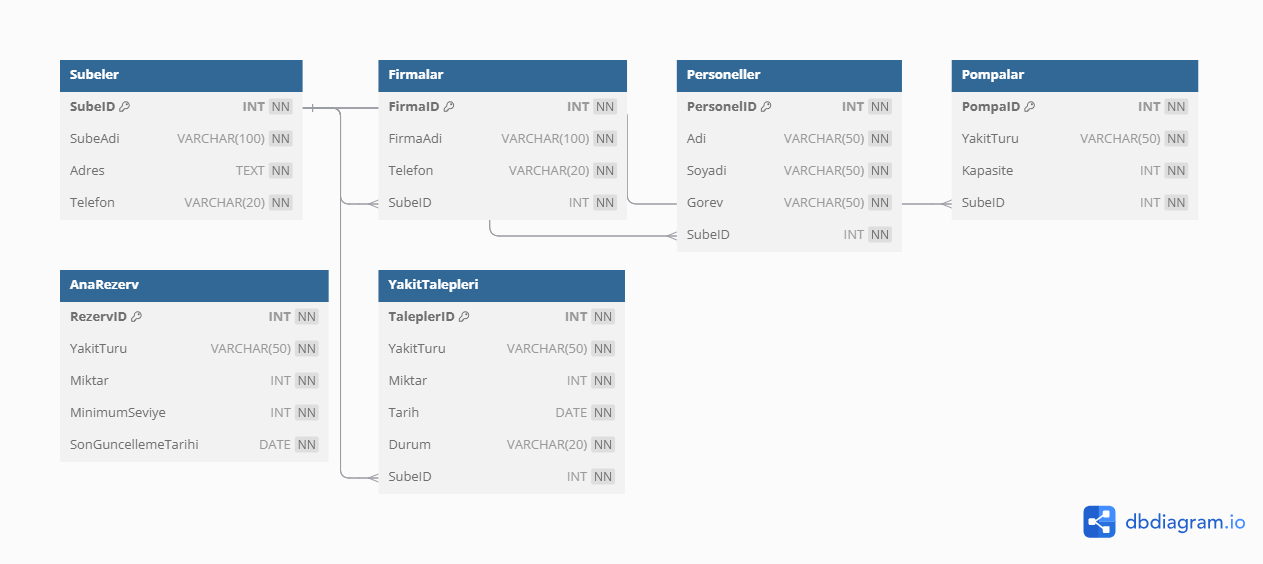 Subeler
SubeID INT NN
SubeAdi VARCHAR(100) NN
Adres TEXT NN
Telefon VARCHAR(20) NN
Firmalar
FirmaID INT NN
FirmaAdi VARCHAR(100) NN
Telefon VARCHAR(20) NN
SubeID INT NN
Personeller
PersonelID INT NN
Adi VARCHAR(50) NN
Soyadi VARCHAR(50) NN
Gorev VARCHAR(50) NN
SubeID INT NN
Pompalar
PompaID INT NN
YakitTuru VARCHAR(50) NN
Kapasite INT NN
SubeID INT NN
AnaRezerv
RezervID INT NN
YakitTuru VARCHAR(50) NN
Miktar INT NN
MinimumSeviye INT NN
SonGuncellemeTarihi DATE NN
YakitTalepleri
TaleplerID INT NN
YakitTuru VARCHAR(50) NN
Miktar INT NN
Tarih DATE NN
Durum VARCHAR(20) NN
SubeID INT NN
dbdiagram.io